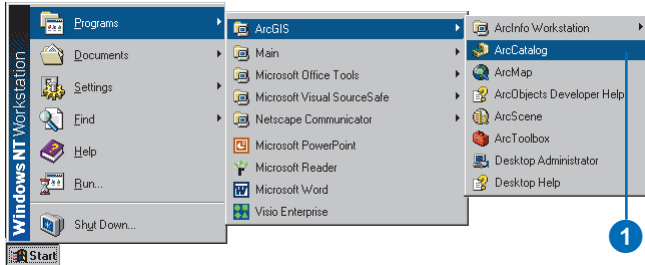 Windows NT Workstation
Programs
Documents
Settings
Find
Help
Run...
Shut Down...
Start
ArcGIS
Main
Microsoft Office Tools
Microsoft Visual SourceSafe
Netscape Communicator
Microsoft PowerPoint
Microsoft Reader
Microsoft Word
Visio Enterprise
ArcInfo Workstation
ArcCatalog
ArcMap
ArcObjects Developer Help
ArcScene
ArcToolbox
Desktop Administrator
Desktop Help
1